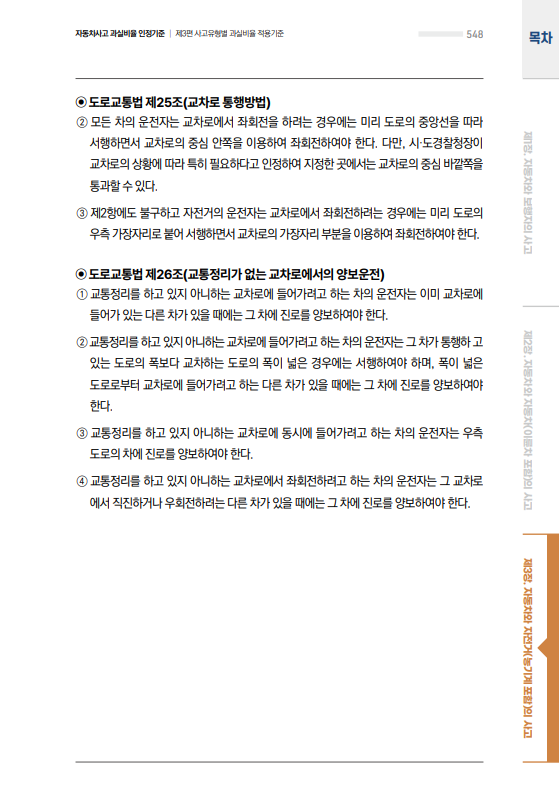 자동차사고 과실비율 인정기준 | 제3편 사고유형별 과실비율 적용기준
548
목차
◉ 도로교통법 제25조(교차로 통행방법)
② 모든 차의 운전자는 교차로에서 좌회전을 하려는 경우에는 미리 도로의 중앙선을 따라
서행하면서 교차로의 중심 안쪽을 이용하여 좌회전하여야 한다. 다만, 시·도경찰청장이
교차로의 상황에 따라 특히 필요하다고 인정하여 지정한 곳에서는 교차로의 중심 바깥쪽을
통과할 수 있다.
③ 제2항에도 불구하고 자전거의 운전자는 교차로에서 좌회전하려는 경우에는 미리 도로의
우측 가장자리로 붙어 서행하면서 교차로의 가장자리 부분을 이용하여 좌회전하여야 한다.
◉ 도로교통법 제26조(교통정리가 없는 교차로에서의 양보운전)
① 교통정리를 하고 있지 아니하는 교차로에 들어가려고 하는 차의 운전자는 이미 교차로에
들어가 있는 다른 차가 있을 때에는 그 차에 진로를 양보하여야 한다.
② 교통정리를 하고 있지 아니하는 교차로에 들어가려고 하는 차의 운전자는 그 차가 통행하 고
있는 도로의 폭보다 교차하는 도로의 폭이 넓은 경우에는 서행하여야 하며, 폭이 넓은
도로로부터 교차로에 들어가려고 하는 다른 차가 있을 때에는 그 차에 진로를 양보하여야
한다.
③ 교통정리를 하고 있지 아니하는 교차로에 동시에 들어가려고 하는 차의 운전자는 우측
도로의 차에 진로를 양보하여야 한다.
④ 교통정리를 하고 있지 아니하는 교차로에서 좌회전하려고 하는 차의 운전자는 그 교차로
에서 직진하거나 우회전하려는 다른 차가 있을 때에는 그 차에 진로를 양보하여야 한다.
제1장. 자동차와 보행자의 사고
제2장. 자동차와 자동차(이륜차 포함)의 사고
제3장. 자동차와 자전거(농기계 포함)의 사고